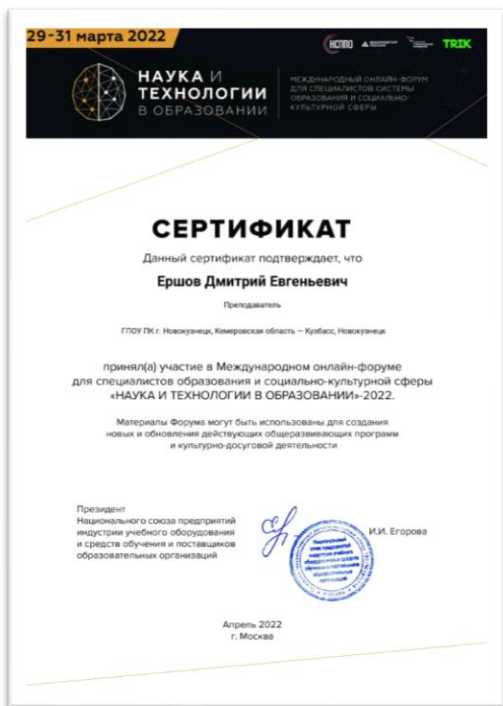 29-31 марта 2022
НСППО
TRIK
НАУКА И
ТЕХНОЛОГИИ
В ОБРАЗОВАНИИ
МЕЖДУНАРОДНЫЙ ОНЛАЙН-ФОРУМ
ДЛЯ СПЕЦИАЛИСТОВ СИСТЕМЫ
ОБРАЗОВАНИЯ И СОЦИАЛЬНО-
КУЛЬТУРНОЙ СФЕРЫ
СЕРТИФИКАТ
Данный сертификат подтверждает, что
Ершов Дмитрий Евгеньевич
Преподаватель
ГПОУ ПК г. Новокузнецк, Кемеровская область — Кузбасс, Новокузнецк
принял(а) участие в Международном онлайн-форуме
для специалистов образования и социально-культурной сферы
«НАУКА И ТЕХНОЛОГИИ В ОБРАЗОВАНИИ»-2022.
Материалы Форума могут быть использованы для создания
новых и обновления действующих общеразвивающих программ
и культурно-досуговой деятельности
Президент
Национального союза предприятий
индустрии учебного оборудования
и средств обучения и поставщиков
образовательных организаций
И.И. Егорова
Апрель 2022
г. Москва